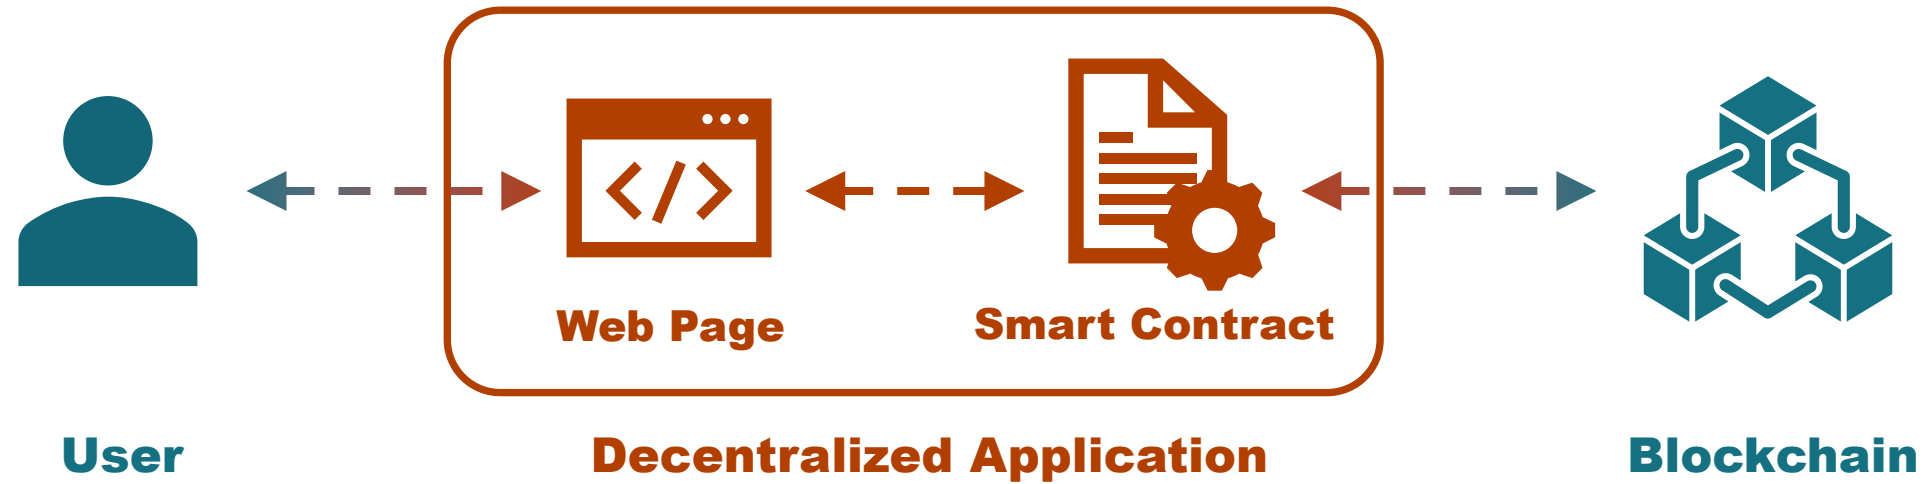 Web Page
Smart Contract
User
Decentralized Application
Blockchain